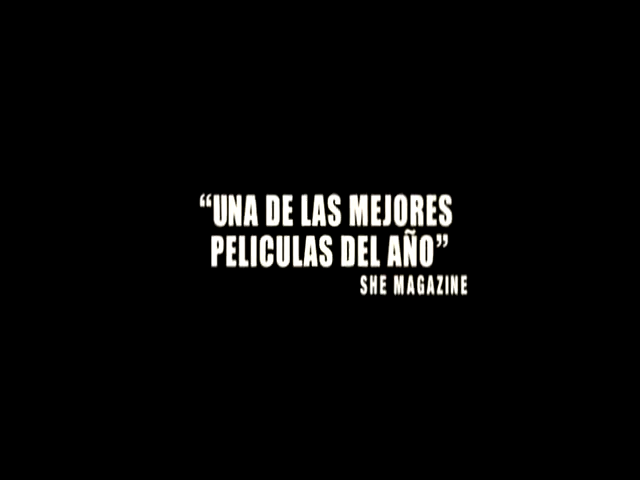 “UNA DE LAS MEJORES
PELICULAS DEL AÑO”
SHE MAGAZINE